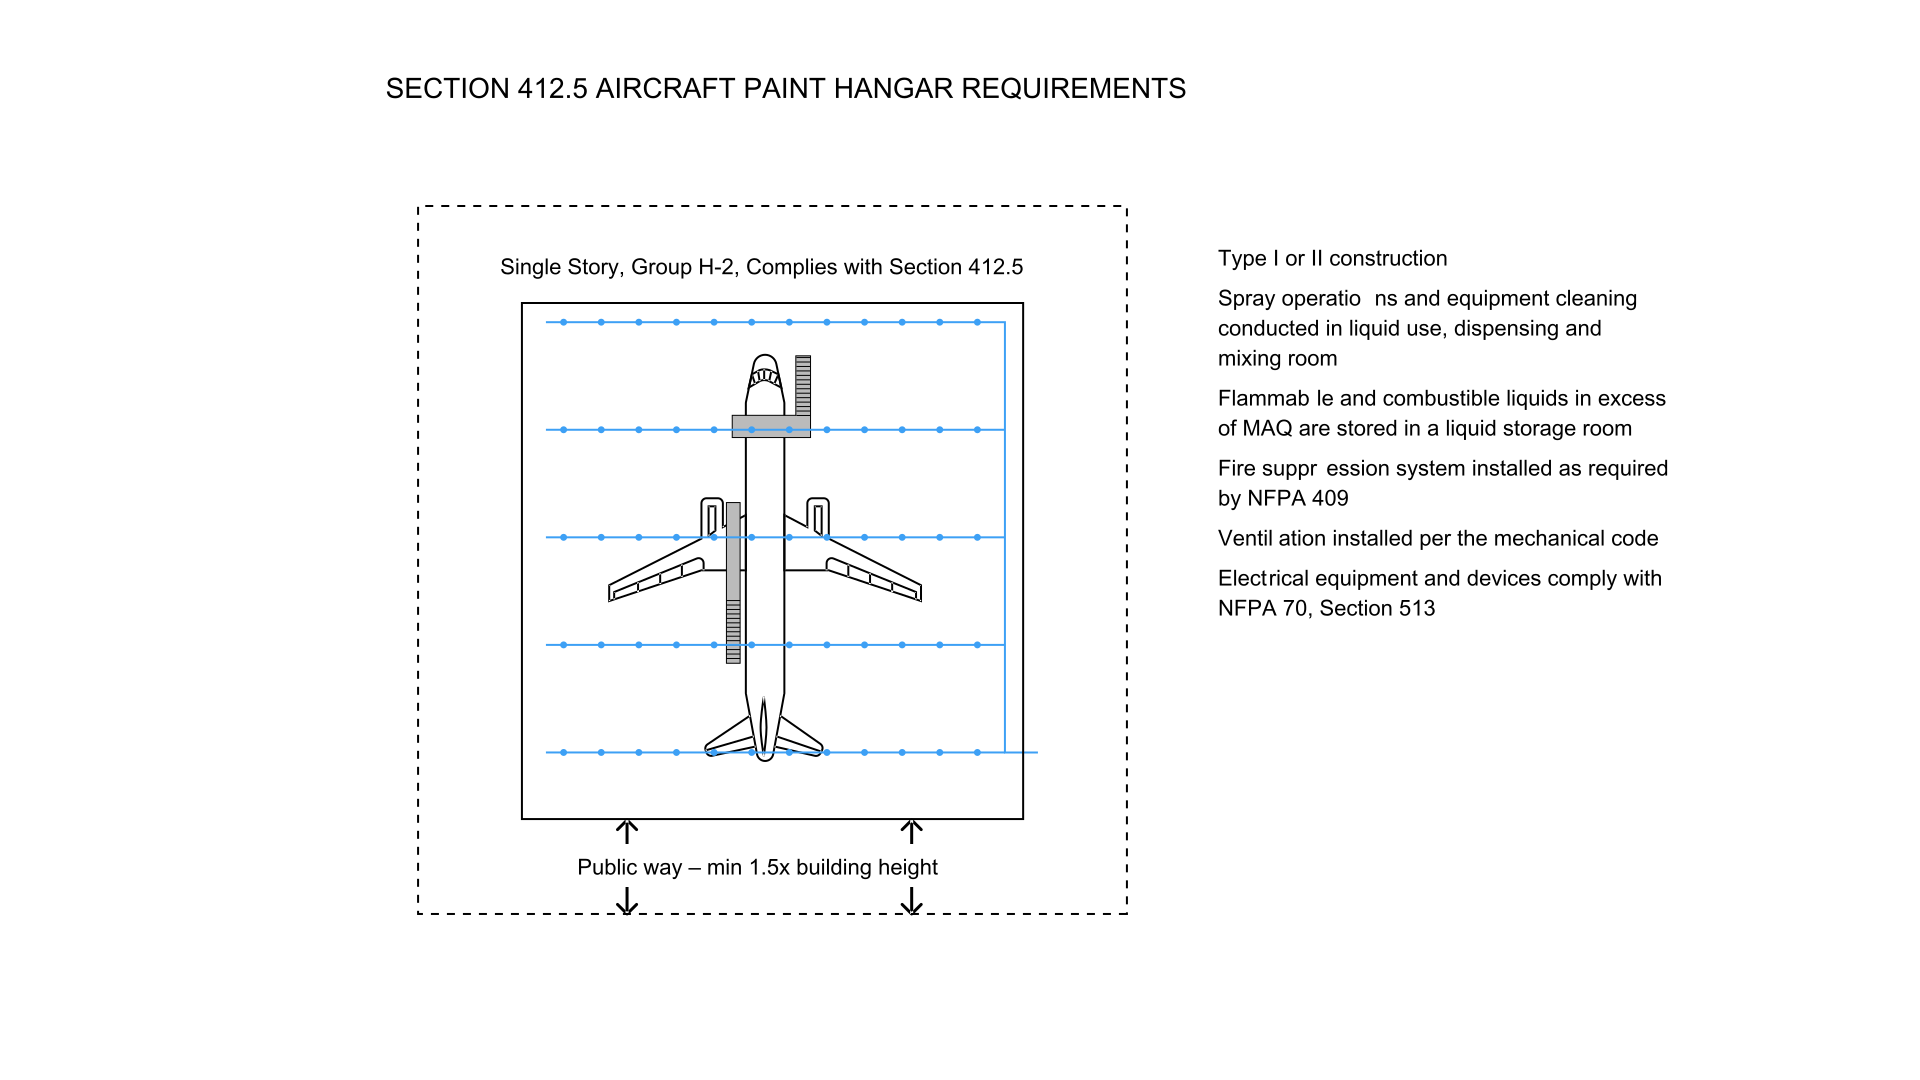 SECTION 412.5 AIRCRAFT PAINT HANGAR REQUIREMENTS
Single Story, Group H-2, Complies with Section 412.5
Public way – min 1.5x building height
Type I or II construction
Spray operatio ns and equipment cleaning
conducted in liquid use, dispensing and
mixing room
Flammab le and combustible liquids in excess
of MAQ are stored in a liquid storage room
Fire suppr ession system installed as required
by NFPA 409
Ventil ation installed per the mechanical code
Electrical equipment and devices comply with
NFPA 70, Section 513